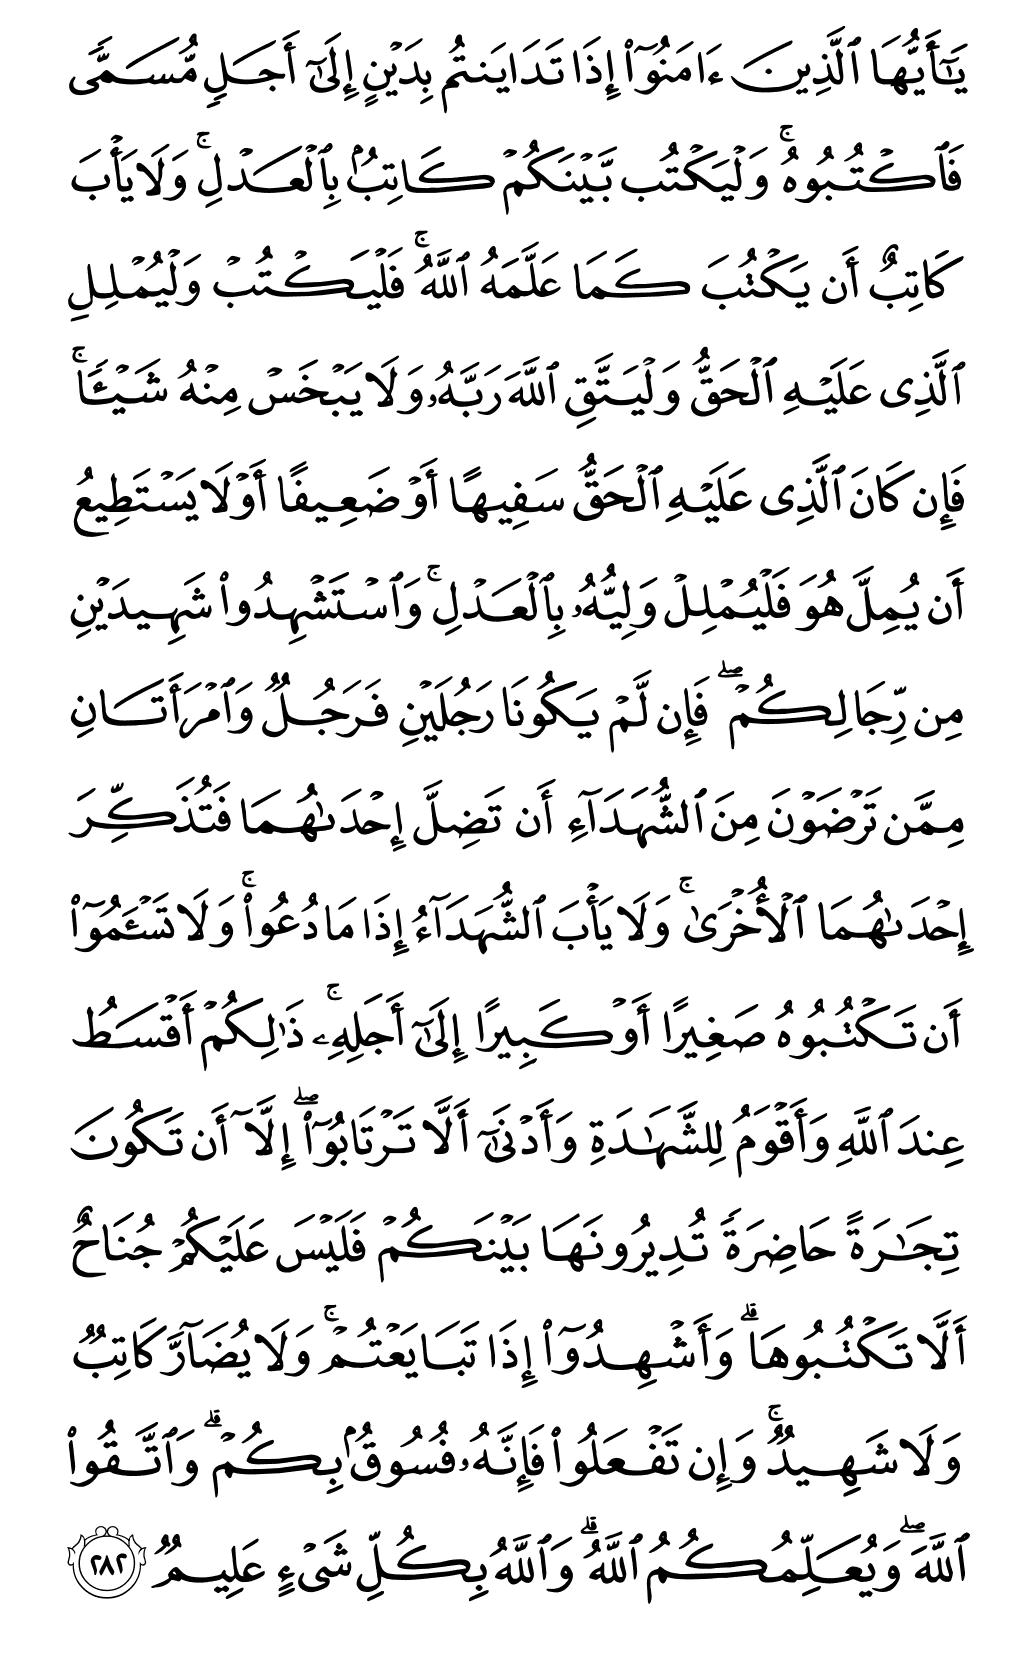 يَٰٓأَيُّهَا ٱلَّذِينَ ءَامَنُوٓا۟ إِذَا تَدَايَنتُم بِدَيْنٍ إِلَىٰٓ أَجَلٍ مُّسَمًّى
فَٱكْتُبُوهُ ۚ وَلْيَكْتُب بَّيْنَكُمْ كَاتِبٌۢ بِٱلْعَدْلِ ۚ وَلَا يَأْبَ
كَاتِبٌ أَن يَكْتُبَ كَمَا عَلَّمَهُ ٱللَّهُ ۚ فَلْيَكْتُبْ وَلْيُمْلِلِ
ٱلَّذِى عَلَيْهِ ٱلْحَقُّ وَلْيَتَّقِ ٱللَّهَ رَبَّهُۥ وَلَا يَبْخَسْ مِنْهُ شَيْـًٔا ۚ
فَإِن كَانَ ٱلَّذِى عَلَيْهِ ٱلْحَقُّ سَفِيهًا أَوْ ضَعِيفًا أَوْ لَا يَسْتَطِيعُ
أَن يُمِلَّ هُوَ فَلْيُمْلِلْ وَلِيُّهُۥ بِٱلْعَدْلِ ۚ وَٱسْتَشْهِدُوا۟ شَهِيدَيْنِ
مِن رِّجَالِكُمْ ۖ فَإِن لَّمْ يَكُونَا رَجُلَيْنِ فَرَجُلٌ وَٱمْرَأَتَانِ
مِمَّن تَرْضَوْنَ مِنَ ٱلشُّهَدَآءِ أَن تَضِلَّ إِحْدَىٰهُمَا فَتُذَكِّرَ
إِحْدَىٰهُمَا ٱلْأُخْرَىٰ ۚ وَلَا يَأْبَ ٱلشُّهَدَآءُ إِذَا مَا دُعُوا۟ ۚ وَلَا تَسْـَٔمُوٓا۟
أَن تَكْتُبُوهُ صَغِيرًا أَوْ كَبِيرًا إِلَىٰٓ أَجَلِهِۦ ۚ ذَٰلِكُمْ أَقْسَطُ
عِندَ ٱللَّهِ وَأَقْوَمُ لِلشَّهَٰدَةِ وَأَدْنَىٰٓ أَلَّا تَرْتَابُوٓا۟ ۖ إِلَّآ أَن تَكُونَ
تِجَٰرَةً حَاضِرَةً تُدِيرُونَهَا بَيْنَكُمْ فَلَيْسَ عَلَيْكُمْ جُنَاحٌ
أَلَّا تَكْتُبُوهَا ۗ وَأَشْهِدُوٓا۟ إِذَا تَبَايَعْتُمْ ۚ وَلَا يُضَآرَّ كَاتِبٌ
وَلَا شَهِيدٌ ۚ وَإِن تَفْعَلُوا۟ فَإِنَّهُۥ فُسُوقٌۢ بِكُمْ ۗ وَٱتَّقُوا۟
ٱللَّهَ ۖ وَيُعَلِّمُكُمُ ٱللَّهُ ۗ وَٱللَّهُ بِكُلِّ شَىْءٍ عَلِيمٌ ٢٨٢